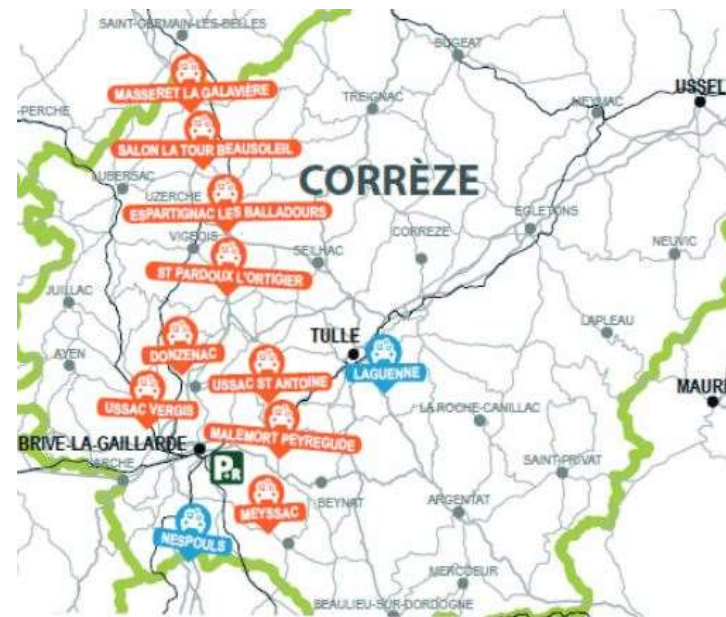 SAINT-GERMAIN-LES-BELLES
BUGEAT
MASSERET LA GALAVIERE
USSEL
-PERCHE
TREIGNAC
MEYMAC
SALON LA TOUR BEAUSOLEIL
LUBERSAC
CORRÈZE
UZERCHE
ESPARTIGNAC LES BALLADOURS
EGLETONS
VIGEOIS
SEILHAC
CORREZE
NEUVIC
ST PARDOUX L'ORTIGIER
JUILLAC
LAPLEAU
TULLE
DONZENAC
AYEN
USSAC ST ANTOINE
LAGUENNE
MAURI
USSAC VERGIS
LA ROCHE-CANILLAC
BRIVE-LA-GAILLARDE
MALEMORT PEYREGUDE
SAINT-PRIVAT
P+R
ARCHE
BEYNAT
MEYSSAC
ARGENTAT
NESPOULS
MERCOEUR
BEAULIEU-SUR-DORDOGNE